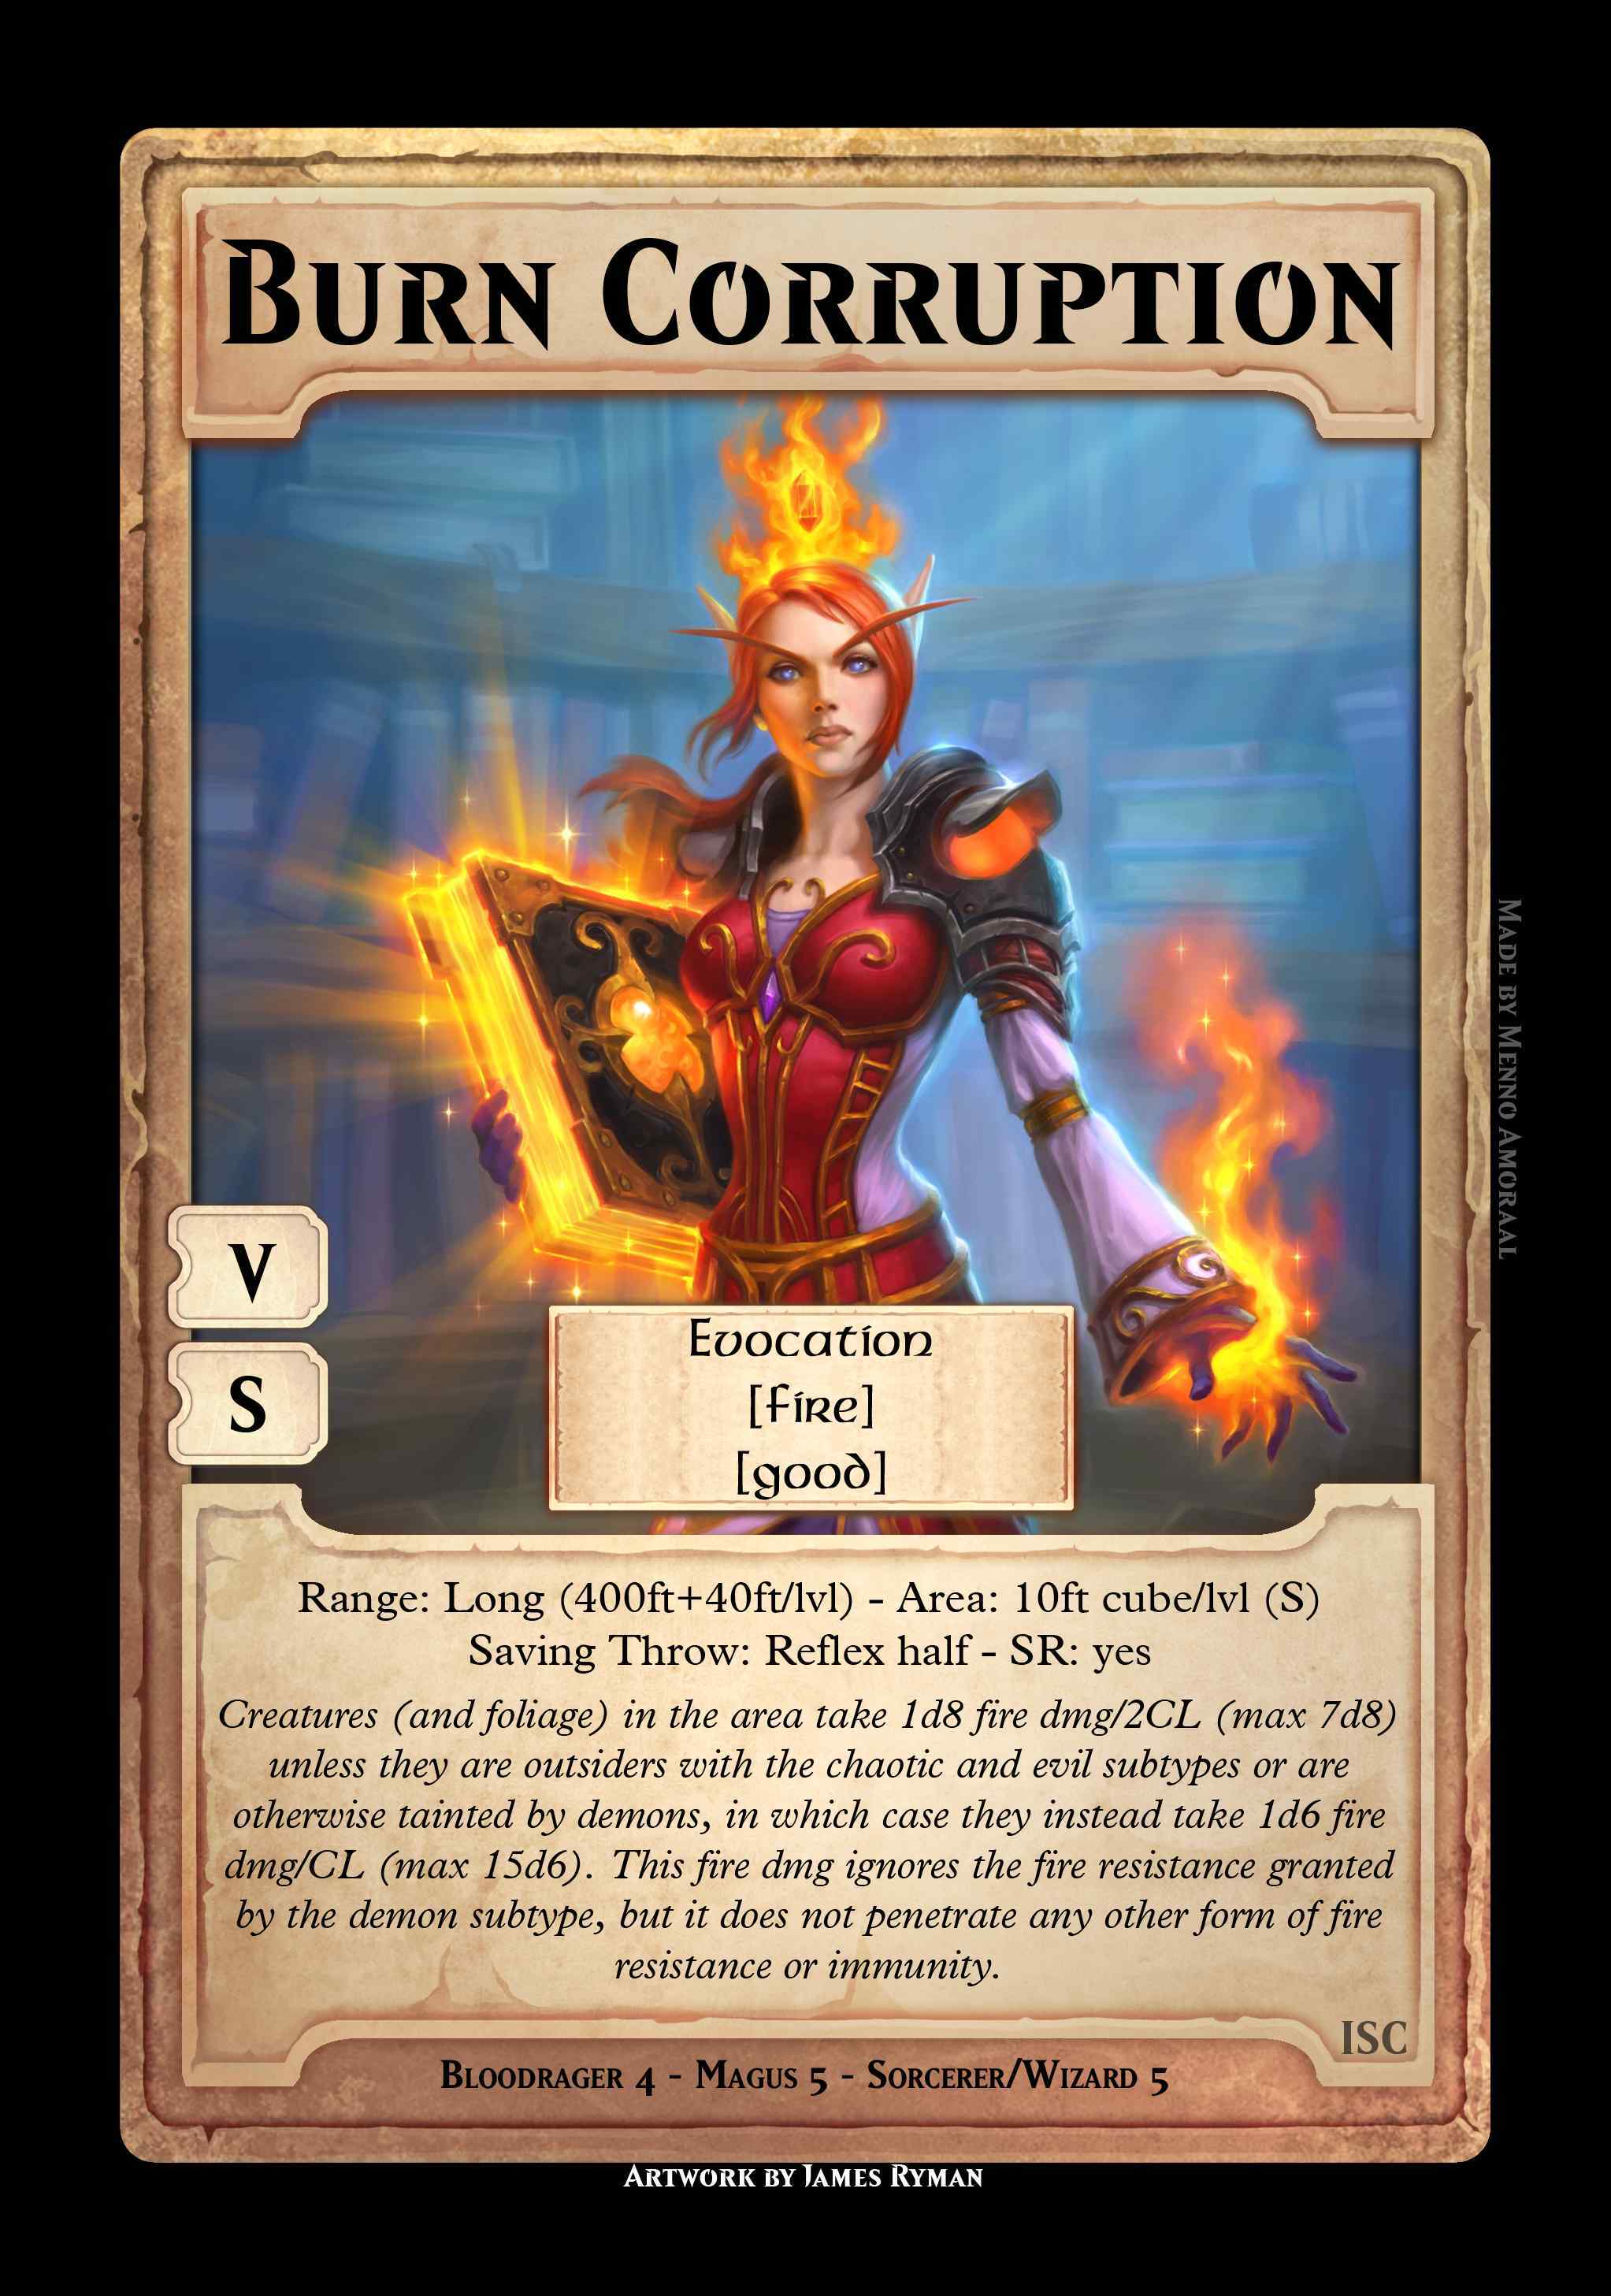 Burn Corruption
V
S
Evocation
[fire]
[good]
Range: Long (400ft+40ft/lvl) - Area: 10ft cube/lvl (S)
Saving Throw: Reflex half - SR: yes
Creatures (and foliage) in the area take 1d8 fire dmg/2CL (max 7d8)
unless they are outsiders with the chaotic and evil subtypes or are
otherwise tainted by demons, in which case they instead take 1d6 fire
dmg/CL (max 15d6). This fire dmg ignores the fire resistance granted
by the demon subtype, but it does not penetrate any other form of fire
resistance or immunity.
ISC
Bloodrager 4 - Magus 5 - Sorcerer/Wizard 5
Artwork by James Ryman
Made by Menno Amoraal